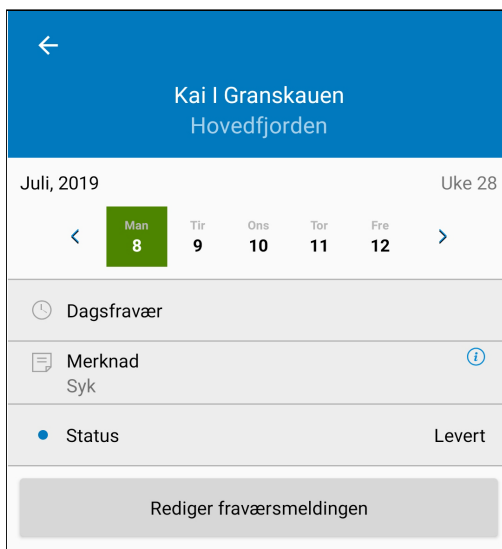 Kai I Granskauen
Hovedfjorden
Juli, 2019 Uke 28
Man Tir Ons Tor Fre
8 9 10 11 12
Dagsfravær
Merknad
Syk
Status Levert
Rediger fraværsmeldingen